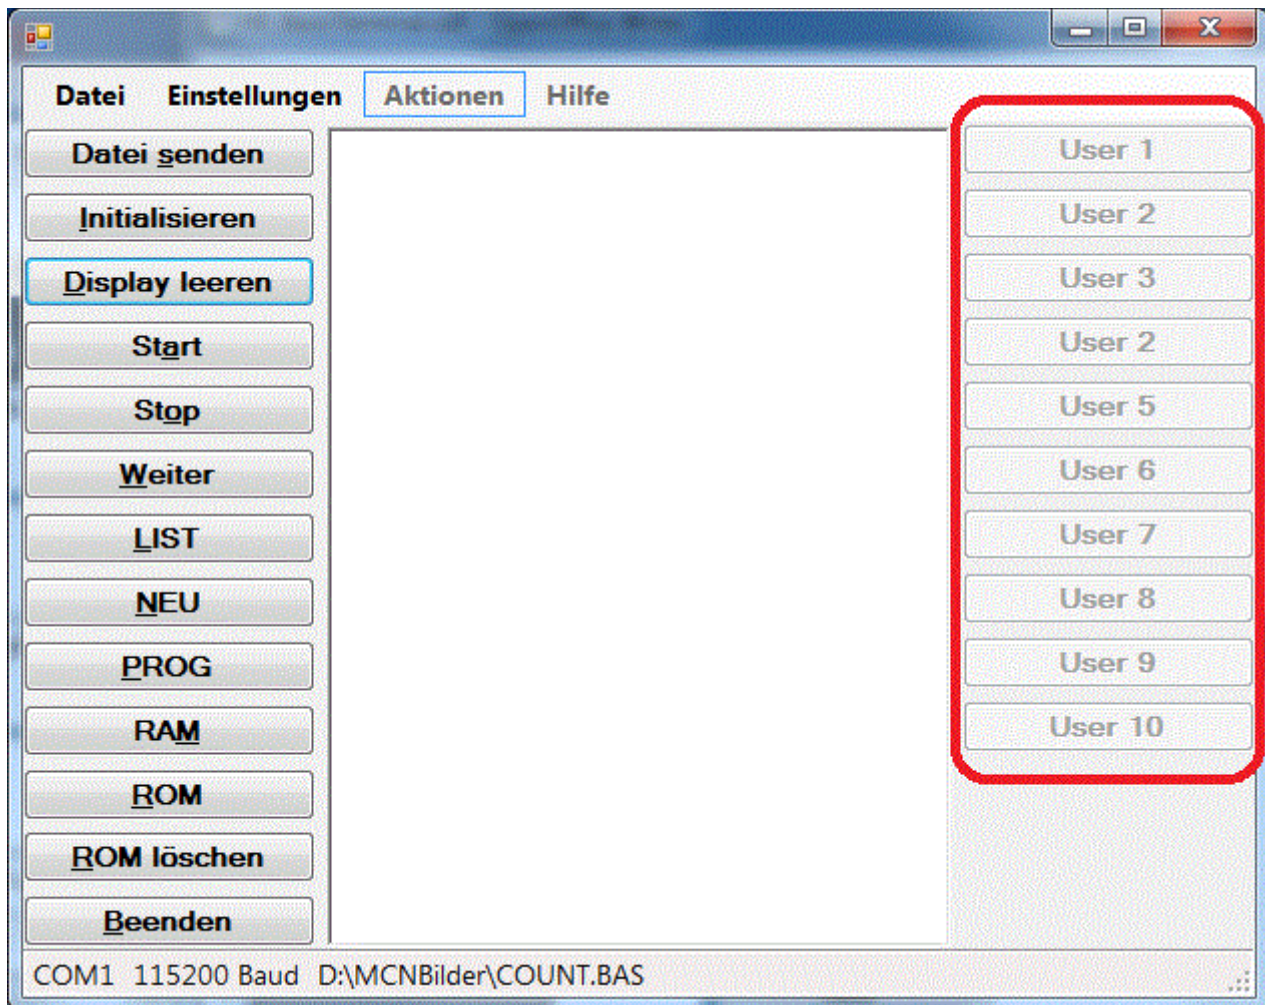 Datei Einstellungen Aktionen Hilfe
Datei senden
Initialisieren
Display leeren
Start
Stop
Weiter
LIST
NEU
PROG
RAM
ROM
ROM löschen
Beenden
User 1
User 2
User 3
User 2
User 5
User 6
User 7
User 8
User 9
User 10
COM1 115200 Baud D:\MCNBilder\COUNT.BAS